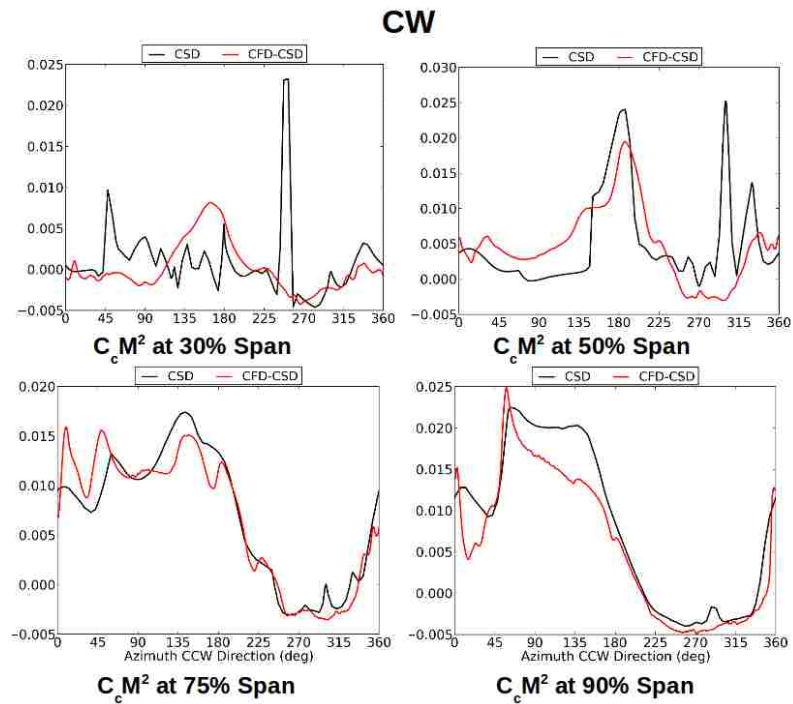 CW
CSD CFD-CSD
CSD CFD-CSD
0.025
0.020
0.015
0.010
0.005
0.000
−0.005
0 45 90 135 180 225 270 315 360
0.030
0.025
0.020
0.015
0.010
0.005
0.000
−0.005
0 45 90 135 180 225 270 315 360
CcM² at 30% Span
CcM² at 50% Span
CSD CFD-CSD
CSD CFD-CSD
0.020
0.015
0.010
0.005
0.000
−0.005
0 45 90 135 180 225 270 315 360
Azimuth CCW Direction (deg)
0.025
0.020
0.015
0.010
0.005
0.000
−0.005
0 45 90 135 180 225 270 315 360
Azimuth CCW Direction (deg)
CcM² at 75% Span
CcM² at 90% Span